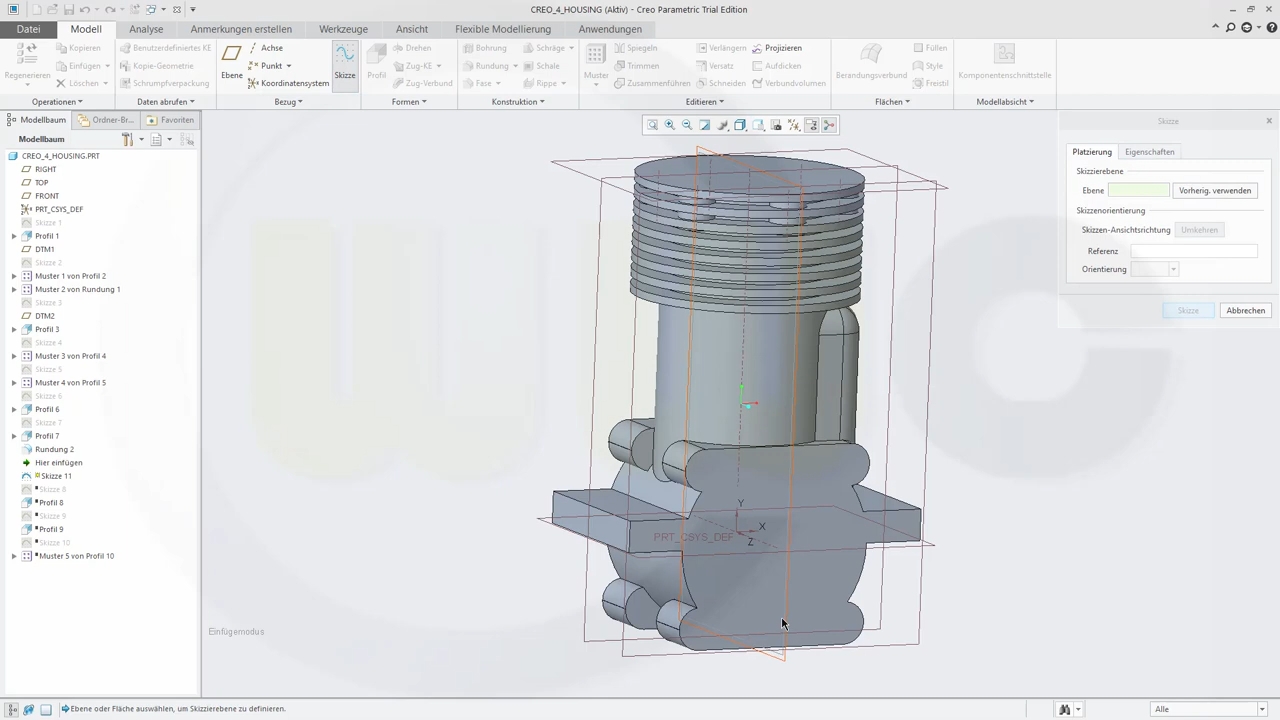 CREO_4_HOUSING (Aktiv) - Creo Parametric Trial Edition
Datei
Modell
Analyse
Anmerkungen erstellen
Werkzeuge
Ansicht
Flexible Modellierung
Anwendungen
Regenerieren
Kopieren
Einfügen
Löschen
Benutzerdefiniertes KE
Kopie-Geometrie
Schrumpfverpackung
Ebene
Achse
Punkt
Koordinatensystem
Skizze
Profil
Drehen
Zug-KE
Zug-Verbund
Bohrung
Rundung
Fase
Schräge
Schale
Rippe
Muster
Spiegeln
Trimmen
Zusammenführen
Verlängern
Versatz
Schneiden
Projizieren
Aufdicken
Verbundvolumen
Berandungsverbund
Füllen
Style
Freistil
Komponentenschnittstelle
Operationen
Daten abrufen
Bezug
Formen
Konstruktion
Editieren
Flächen
Modellabsicht
Modellbaum
Ordner-Br...
Favoriten
Modellbaum
CREO_4_HOUSING.PRT
RIGHT
TOP
FRONT
PRT_CSYS_DEF
Skizze 1
Profil 1
DTM1
Skizze 2
Muster 1 von Profil 2
Muster 2 von Rundung 1
Skizze 3
DTM2
Profil 3
Skizze 4
Muster 3 von Profil 4
Skizze 5
Muster 4 von Profil 5
Skizze 6
Profil 6
Skizze 7
Profil 7
Rundung 2
Hier einfügen
Skizze 11
Skizze 8
Profil 8
Skizze 9
Profil 9
Skizze 10
Muster 5 von Profil 10
PRT_CSYS_DEF
Y
X
Z
Einfügemodus
Skizze
Platzierung
Eigenschaften
Skizzierebene
Ebene
Vorherig. verwenden
Skizzenorientierung
Skizzen-Ansichtsrichtung
Umkehren
Referenz
Orientierung
Skizze
Abbrechen
Ebene oder Fläche auswählen, um Skizzierebene zu definieren.
Alle